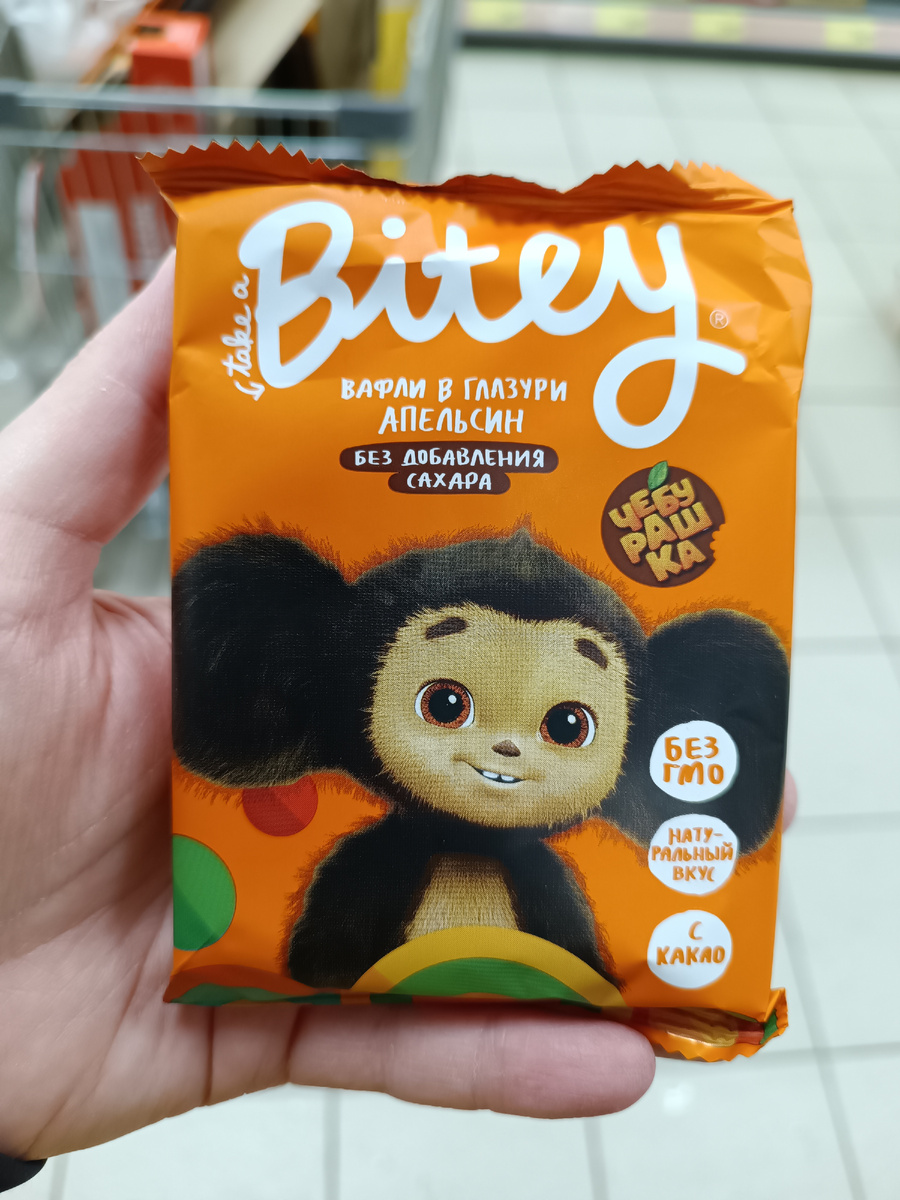 take a
Bitey
®
ВАФЛИ В ГЛАЗУРИ
АПЕЛЬСИН
БЕЗ ДОБАВЛЕНИЯ
САХАРА
ЧЕБУ
РАШ
КА
БЕЗ
ГМО
НАТУ-
РАЛЬНЫЙ
ВКУС
С
КАКАО